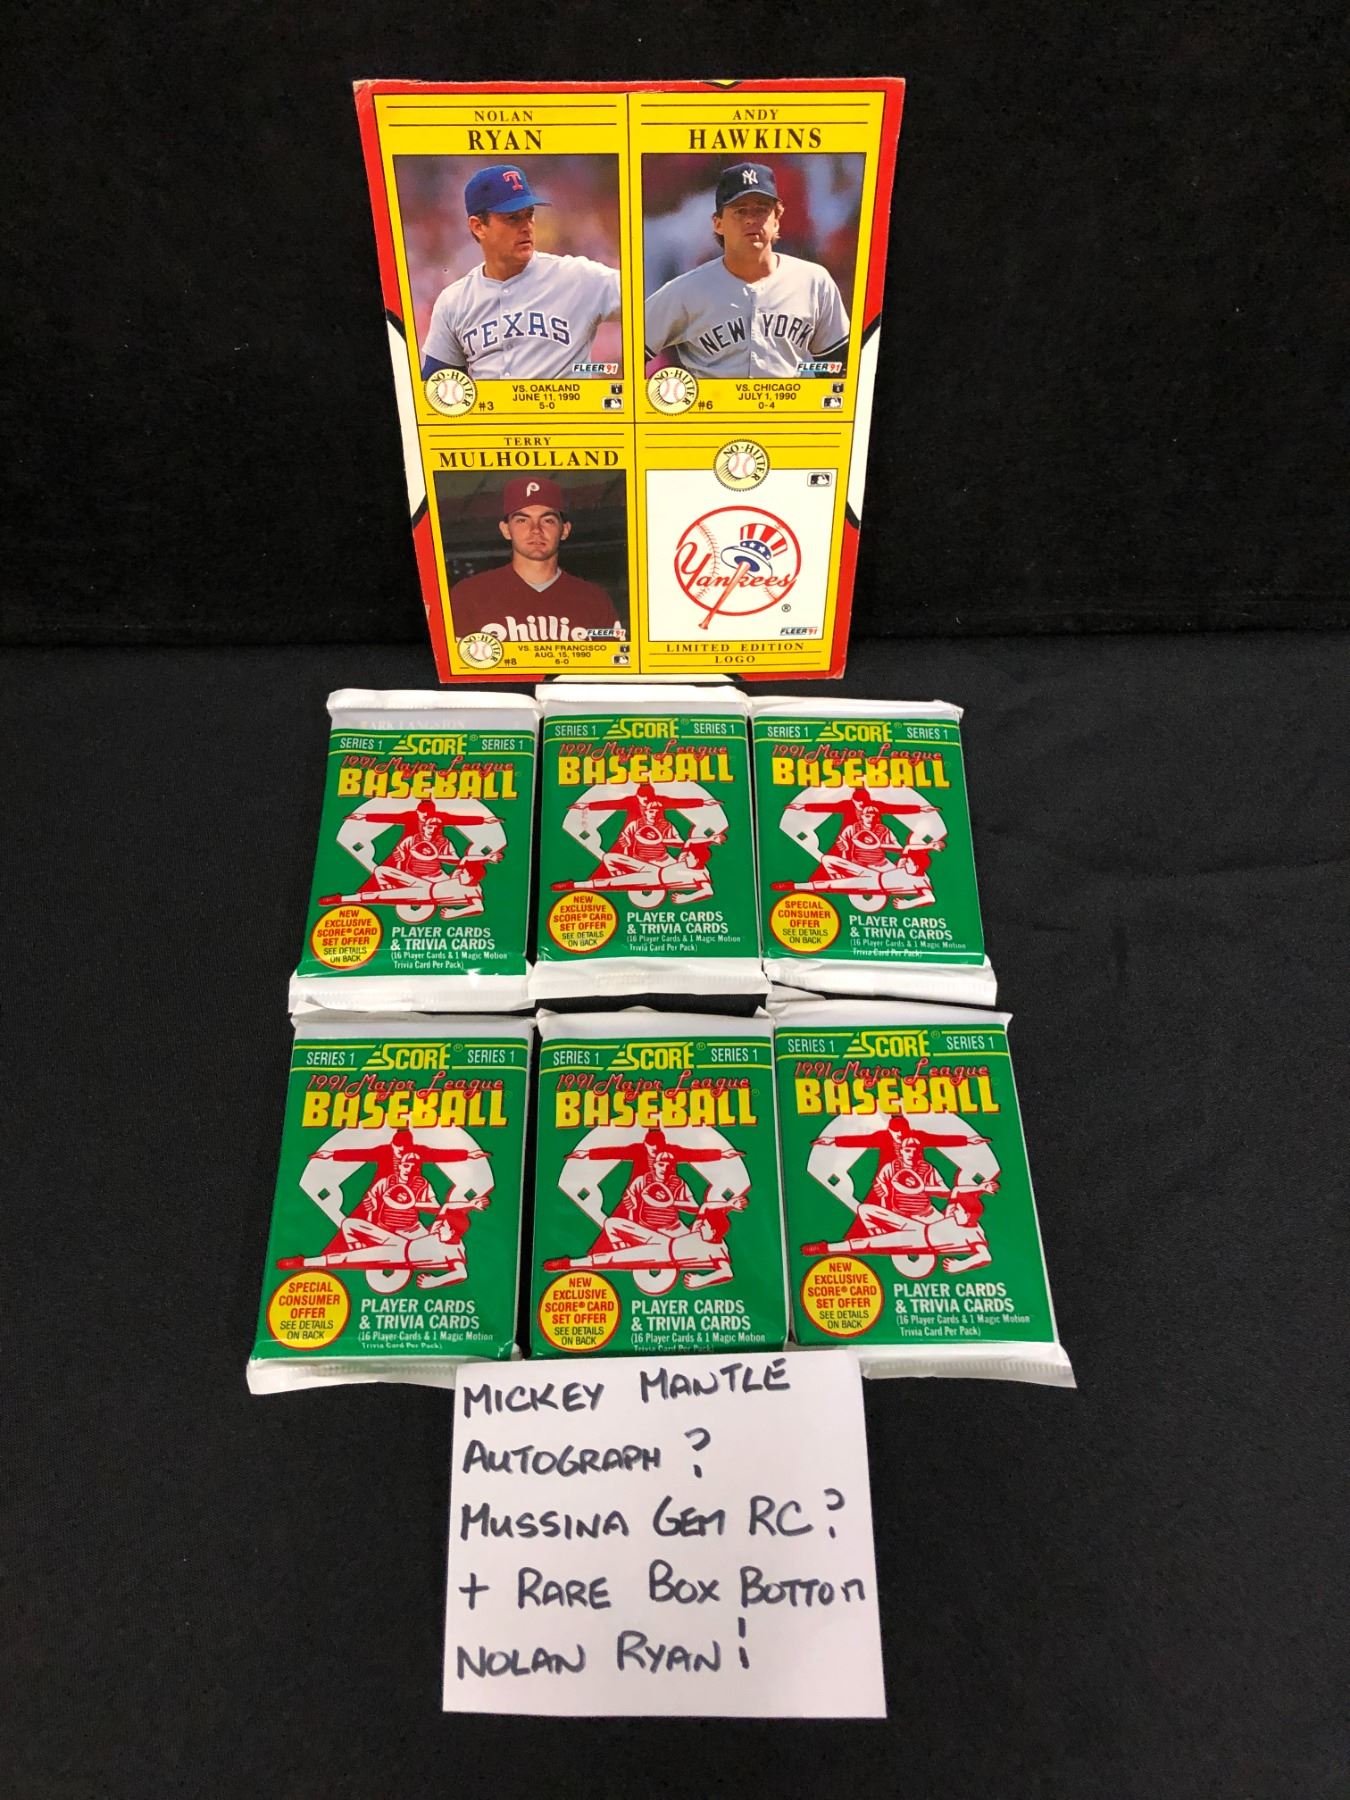 NOLAN
RYAN
T
TEXAS
FLEER 91
NO-HITTER
#3
VS. OAKLAND
JUNE 11, 1990
5-0
ANDY
HAWKINS
NY
NEW YORK
FLEER 91
NO-HITTER
#6
VS. CHICAGO
JULY 1, 1990
0-4
TERRY
MULHOLLAND
P
Phillies
FLEER 91
NO-HITTER
#8
VS. SAN FRANCISCO
AUG. 15, 1990
6-0
NO-HITTER
Yankees
®
FLEER 91
LIMITED EDITION
LOGO
MARK LANGSTON
SERIES 1 SCORE® SERIES 1
1991 Major League
BASEBALL
NEW
EXCLUSIVE
SCORE® CARD
SET OFFER
SEE DETAILS
ON BACK
PLAYER CARDS
& TRIVIA CARDS
(16 Player Cards & 1 Magic Motion
Trivia Card Per Pack)
SERIES 1 SCORE® SERIES 1
1991 Major League
BASEBALL
NEW
EXCLUSIVE
SCORE® CARD
SET OFFER
SEE DETAILS
ON BACK
PLAYER CARDS
& TRIVIA CARDS
(16 Player Cards & 1 Magic Motion
Trivia Card Per Pack)
SERIES 1 SCORE® SERIES 1
1991 Major League
BASEBALL
SPECIAL
CONSUMER
OFFER
SEE DETAILS
ON BACK
PLAYER CARDS
& TRIVIA CARDS
(16 Player Cards & 1 Magic Motion
Trivia Card Per Pack)
SERIES 1 SCORE® SERIES 1
1991 Major League
BASEBALL
SPECIAL
CONSUMER
OFFER
SEE DETAILS
ON BACK
PLAYER CARDS
& TRIVIA CARDS
(16 Player Cards & 1 Magic Motion
Trivia Card Per Pack)
SERIES 1 SCORE® SERIES 1
1991 Major League
BASEBALL
NEW
EXCLUSIVE
SCORE® CARD
SET OFFER
SEE DETAILS
ON BACK
PLAYER CARDS
& TRIVIA CARDS
(16 Player Cards & 1 Magic Motion
Trivia Card Per Pack)
SERIES 1 SCORE® SERIES 1
1991 Major League
BASEBALL
NEW
EXCLUSIVE
SCORE® CARD
SET OFFER
SEE DETAILS
ON BACK
PLAYER CARDS
& TRIVIA CARDS
(16 Player Cards & 1 Magic Motion
Trivia Card Per Pack)
MICKEY MANTLE
AUTOGRAPH?
MUSSINA GEM RC?
+ RARE BOX BOTTOM
NOLAN RYAN!